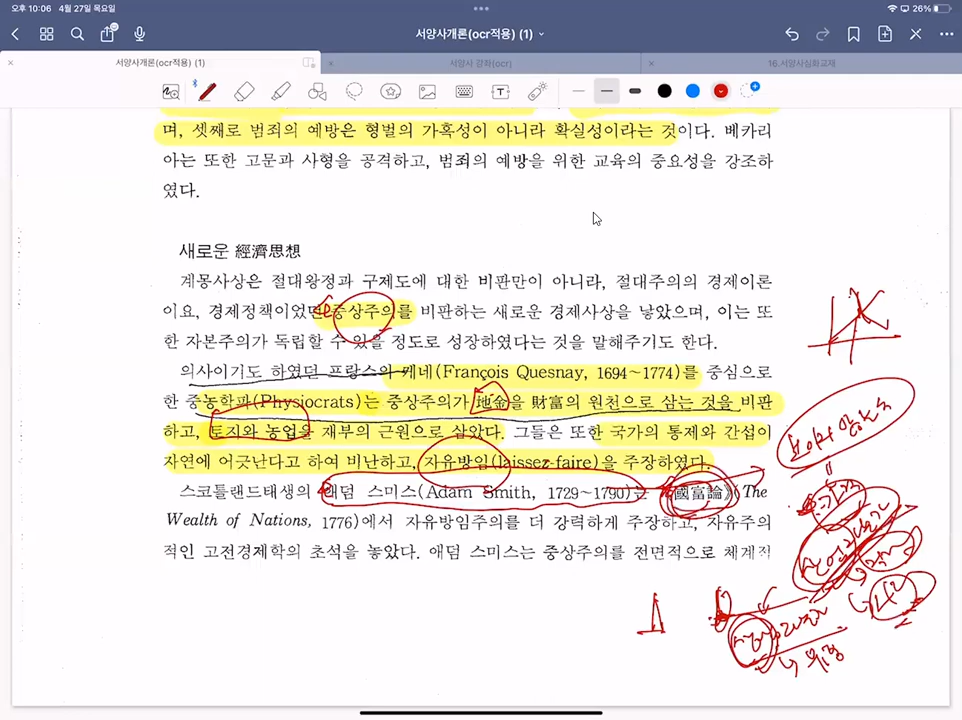 오후 10:06 4월 27일 목요일
26%
서양사개론(ocr적용) (1)
서양사개론(ocr적용) (1)
서양사 강좌(ocr)
16.서양사심화교재
며, 셋째로 범죄의 예방은 형벌의 가혹성이 아니라 확실성이라는 것이다. 베카리
아는 또한 고문과 사형을 공격하고, 범죄의 예방을 위한 교육의 중요성을 강조하
였다.
새로운 經濟思想
계몽사상은 절대왕정과 구제도에 대한 비판만이 아니라, 절대주의의 경제이론
이요, 경제정책이었던 중상주의를 비판하는 새로운 경제사상을 낳았으며, 이는 또
한 자본주의가 독립할 수 있을 정도로 성장하였다는 것을 말해주기도 한다.
의사이기도 하였던 프랑스의 케네(François Quesnay, 1694~1774)를 중심으로
한 중농학파(Physiocrats)는 중상주의가 地金을 財富의 원천으로 삼는 것을 비판
하고, 토지와 농업을 재부의 근원으로 삼았다. 그들은 또한 국가의 통제와 간섭이
자연에 어긋난다고 하여 비난하고, 자유방임(laissez-faire)을 주장하였다.
스코틀랜드태생의 애덤 스미스(Adam Smith, 1729~1790)는 《國富論》(The
Wealth of Nations, 1776)에서 자유방임주의를 더 강력하게 주장하고, 자유주의
적인 고전경제학의 초석을 놓았다. 애덤 스미스는 중상주의를 전면적으로 체계적